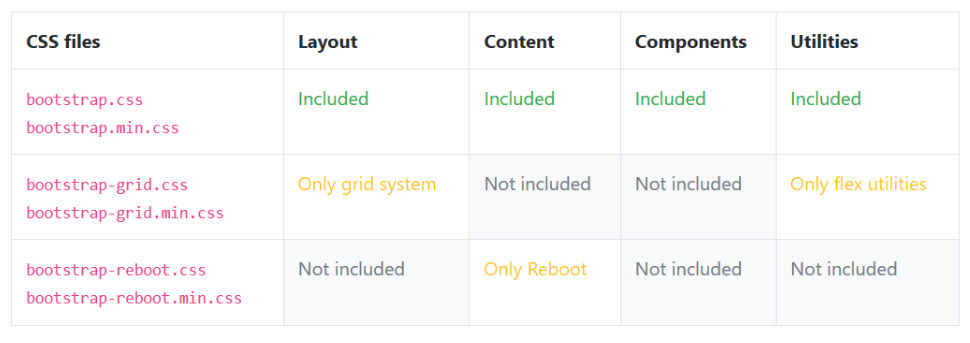 CSS files Layout Content Components Utilities
bootstrap.css Included Included Included Included
bootstrap.min.css
bootstrap-grid.css Only grid system Not included Not included Only flex utilities
bootstrap-grid.min.css
bootstrap-reboot.css Not included Only Reboot Not included Not included
bootstrap-reboot.min.css